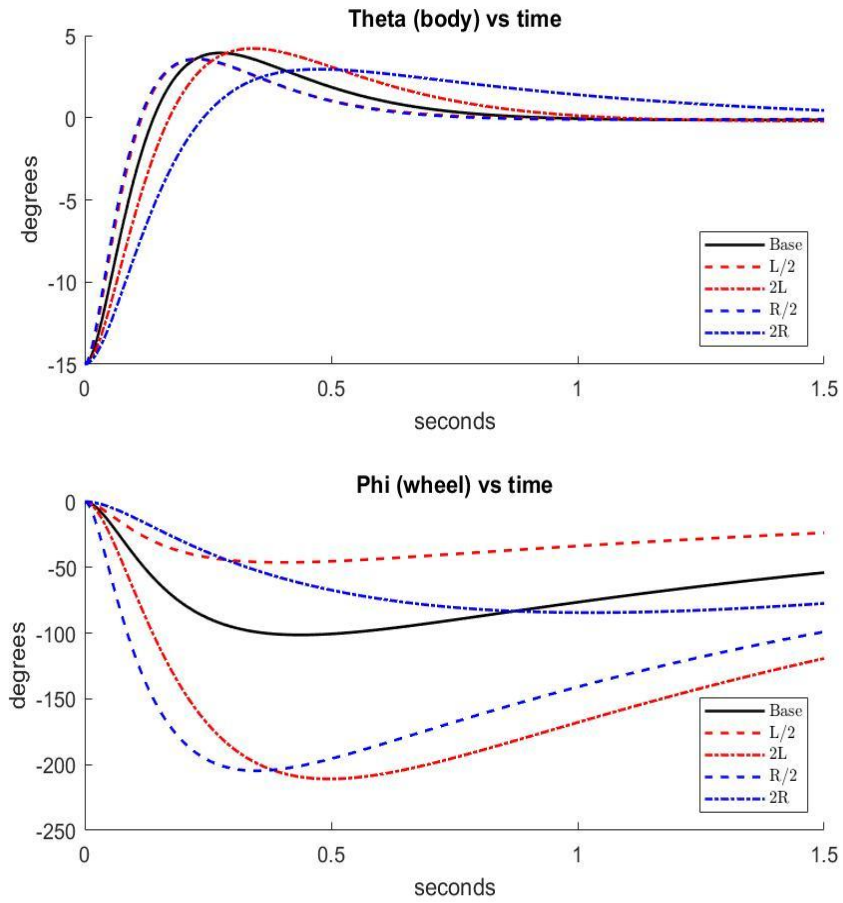 Theta (body) vs time
5
0
-5
-10
-15
degrees
0
0.5
1
1.5
seconds
Base
L/2
2L
R/2
2R
Phi (wheel) vs time
0
-50
-100
-150
-200
-250
degrees
0
0.5
1
1.5
seconds
Base
L/2
2L
R/2
2R